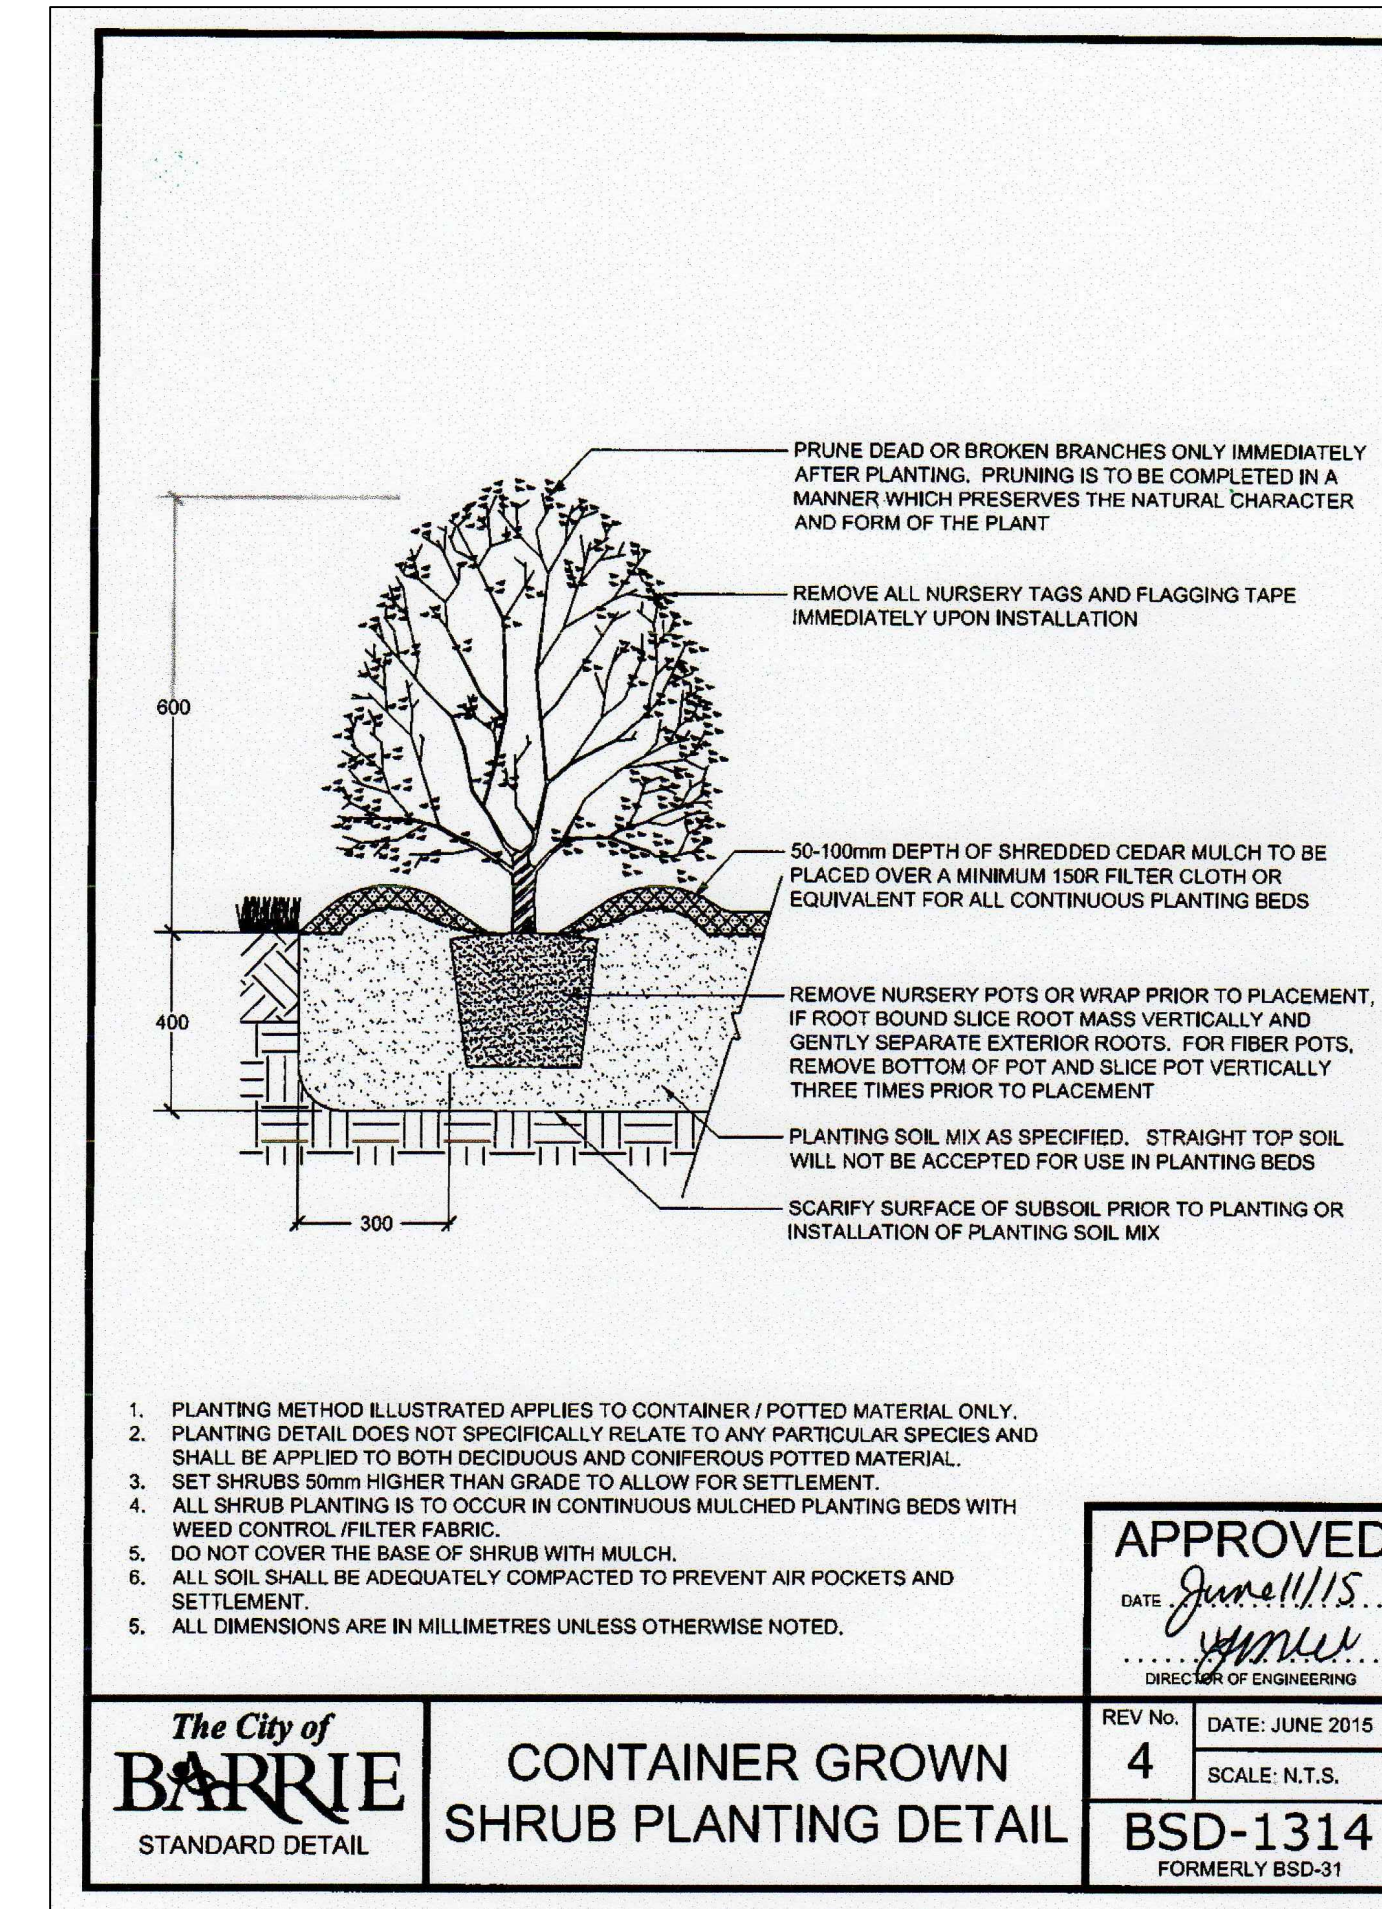 PRUNE DEAD OR BROKEN BRANCHES ONLY IMMEDIATELY
AFTER PLANTING. PRUNING IS TO BE COMPLETED IN A
MANNER WHICH PRESERVES THE NATURAL CHARACTER
AND FORM OF THE PLANT
REMOVE ALL NURSERY TAGS AND FLAGGING TAPE
IMMEDIATELY UPON INSTALLATION
600
50-100mm DEPTH OF SHREDDED CEDAR MULCH TO BE
PLACED OVER A MINIMUM 150R FILTER CLOTH OR
EQUIVALENT FOR ALL CONTINUOUS PLANTING BEDS
400
REMOVE NURSERY POTS OR WRAP PRIOR TO PLACEMENT,
IF ROOT BOUND SLICE ROOT MASS VERTICALLY AND
GENTLY SEPARATE EXTERIOR ROOTS. FOR FIBER POTS,
REMOVE BOTTOM OF POT AND SLICE POT VERTICALLY
THREE TIMES PRIOR TO PLACEMENT
PLANTING SOIL MIX AS SPECIFIED. STRAIGHT TOP SOIL
WILL NOT BE ACCEPTED FOR USE IN PLANTING BEDS
SCARIFY SURFACE OF SUBSOIL PRIOR TO PLANTING OR
INSTALLATION OF PLANTING SOIL MIX
300
1. PLANTING METHOD ILLUSTRATED APPLIES TO CONTAINER / POTTED MATERIAL ONLY.
2. PLANTING DETAIL DOES NOT SPECIFICALLY RELATE TO ANY PARTICULAR SPECIES AND
SHALL BE APPLIED TO BOTH DECIDUOUS AND CONIFEROUS POTTED MATERIAL.
3. SET SHRUBS 50mm HIGHER THAN GRADE TO ALLOW FOR SETTLEMENT.
4. ALL SHRUB PLANTING IS TO OCCUR IN CONTINUOUS MULCHED PLANTING BEDS WITH
WEED CONTROL /FILTER FABRIC.
5. DO NOT COVER THE BASE OF SHRUB WITH MULCH.
6. ALL SOIL SHALL BE ADEQUATELY COMPACTED TO PREVENT AIR POCKETS AND
SETTLEMENT.
5. ALL DIMENSIONS ARE IN MILLIMETRES UNLESS OTHERWISE NOTED.
APPROVED
DATE June 11/15
DIRECTOR OF ENGINEERING
The City of
BARRIE
STANDARD DETAIL
CONTAINER GROWN
SHRUB PLANTING DETAIL
REV No.
4
DATE: JUNE 2015
SCALE: N.T.S.
BSD-1314
FORMERLY BSD-31